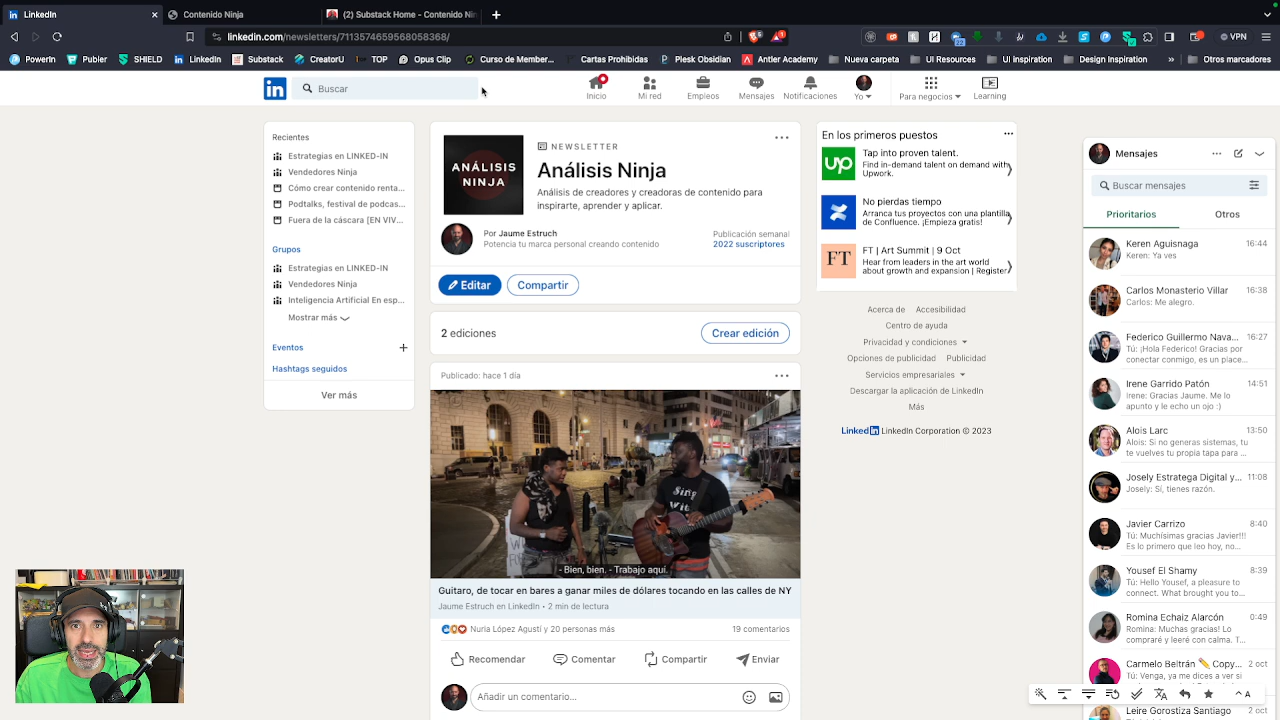 LinkedIn
Contenido Ninja
(2) Substack Home - Contenido Nin
linkedin.com/newsletters/7113574659568058368/
VPN
PowerIn
Pubier
SHIELD
LinkedIn
Substack
CreatorU
TOP
Opus Clip
Curso de Member...
Cartas Prohibidas
Plesk Obsidian
Antler Academy
Nueva carpeta
UI Resources
UI Inspiration
Design Inspiration
»
Otros marcadores
in
Buscar
Inicio
Mi red
Empleos
Mensajes
Notificaciones
Yo
Para negocios
Learning
Recientes
Estrategias en LINKED-IN
Vendedores Ninja
Cómo crear contenido renta...
Podtalks, festival de podcas...
Fuera de la cáscara [EN VIV...
Grupos
Estrategias en LINKED-IN
Vendedores Ninja
Inteligencia Artificial En esp...
Mostrar más
Eventos
Hashtags seguidos
Ver más
ANÁLISIS
NINJA
NEWSLETTER
Análisis Ninja
Análisis de creadores y creadoras de contenido para
inspirarte, aprender y aplicar.
Por Jaume Estruch
Potencia tu marca personal creando contenido
Publicación semanal
2022 suscriptores
Editar
Compartir
2 ediciones
Crear edición
Publicado: hace 1 día
- Bien, bien. - Trabajo aquí.
Guitaro, de tocar en bares a ganar miles de dólares tocando en las calles de NY
Jaume Estruch en LinkedIn • 2 min de lectura
Nuria López Agustí y 20 personas más
19 comentarios
Recomendar
Comentar
Compartir
Enviar
Añadir un comentario...
En los primeros puestos
up
Tap into proven talent.
Find in-demand talent on demand with
Upwork.
No pierdas tiempo
Arranca tus proyectos con una plantilla
de Confluence. ¡Empieza gratis!
FT
FT | Art Summit | 9 Oct
Hear from leaders in the art world
about growth and expansion | Register
Acerca de
Accesibilidad
Centro de ayuda
Privacidad y condiciones
Opciones de publicidad
Publicidad
Servicios empresariales
Descargar la aplicación de LinkedIn
Más
LinkedIn LinkedIn Corporation © 2023
Mensajes
Buscar mensajes
Prioritarios
Otros
Keren Aguisnaga
16:44
Keren: Ya ves
Carlos Monasterio Villar
16:38
Carlos: Me alegro.
Federico Guillermo Nava...
16:27
Tú: ¡Hola Federico! Gracias por
conectar conmigo, es un place...
Irene Garrido Patón
14:51
Irene: Gracias Jaume. Me lo
apunto y le echo un ojo :)
Alois Larc
13:50
Alois: Si no generas sistemas, tu
te vuelves tu propia tapa para ...
Josely Estratega Digital y...
11:08
Josely: Sí, tienes razón.
Javier Carrizo
8:40
Tú: Muchísimas gracias Javier!!!
Es lo primero que leo hoy, no...
Yousef El Shamy
8:39
Tú: Hello Yousef, a pleasure to
connect. What brought you to...
Romina Echaiz Alarcón
0:49
Romina: Muchas gracias! Lo
compraré y leeré con calma. T...
Carmelo Beltrán ✏️ Copy...
2 oct
Tú: Venga, ya me dices a ver si
Leire Gorostiza Santiago
2 oct